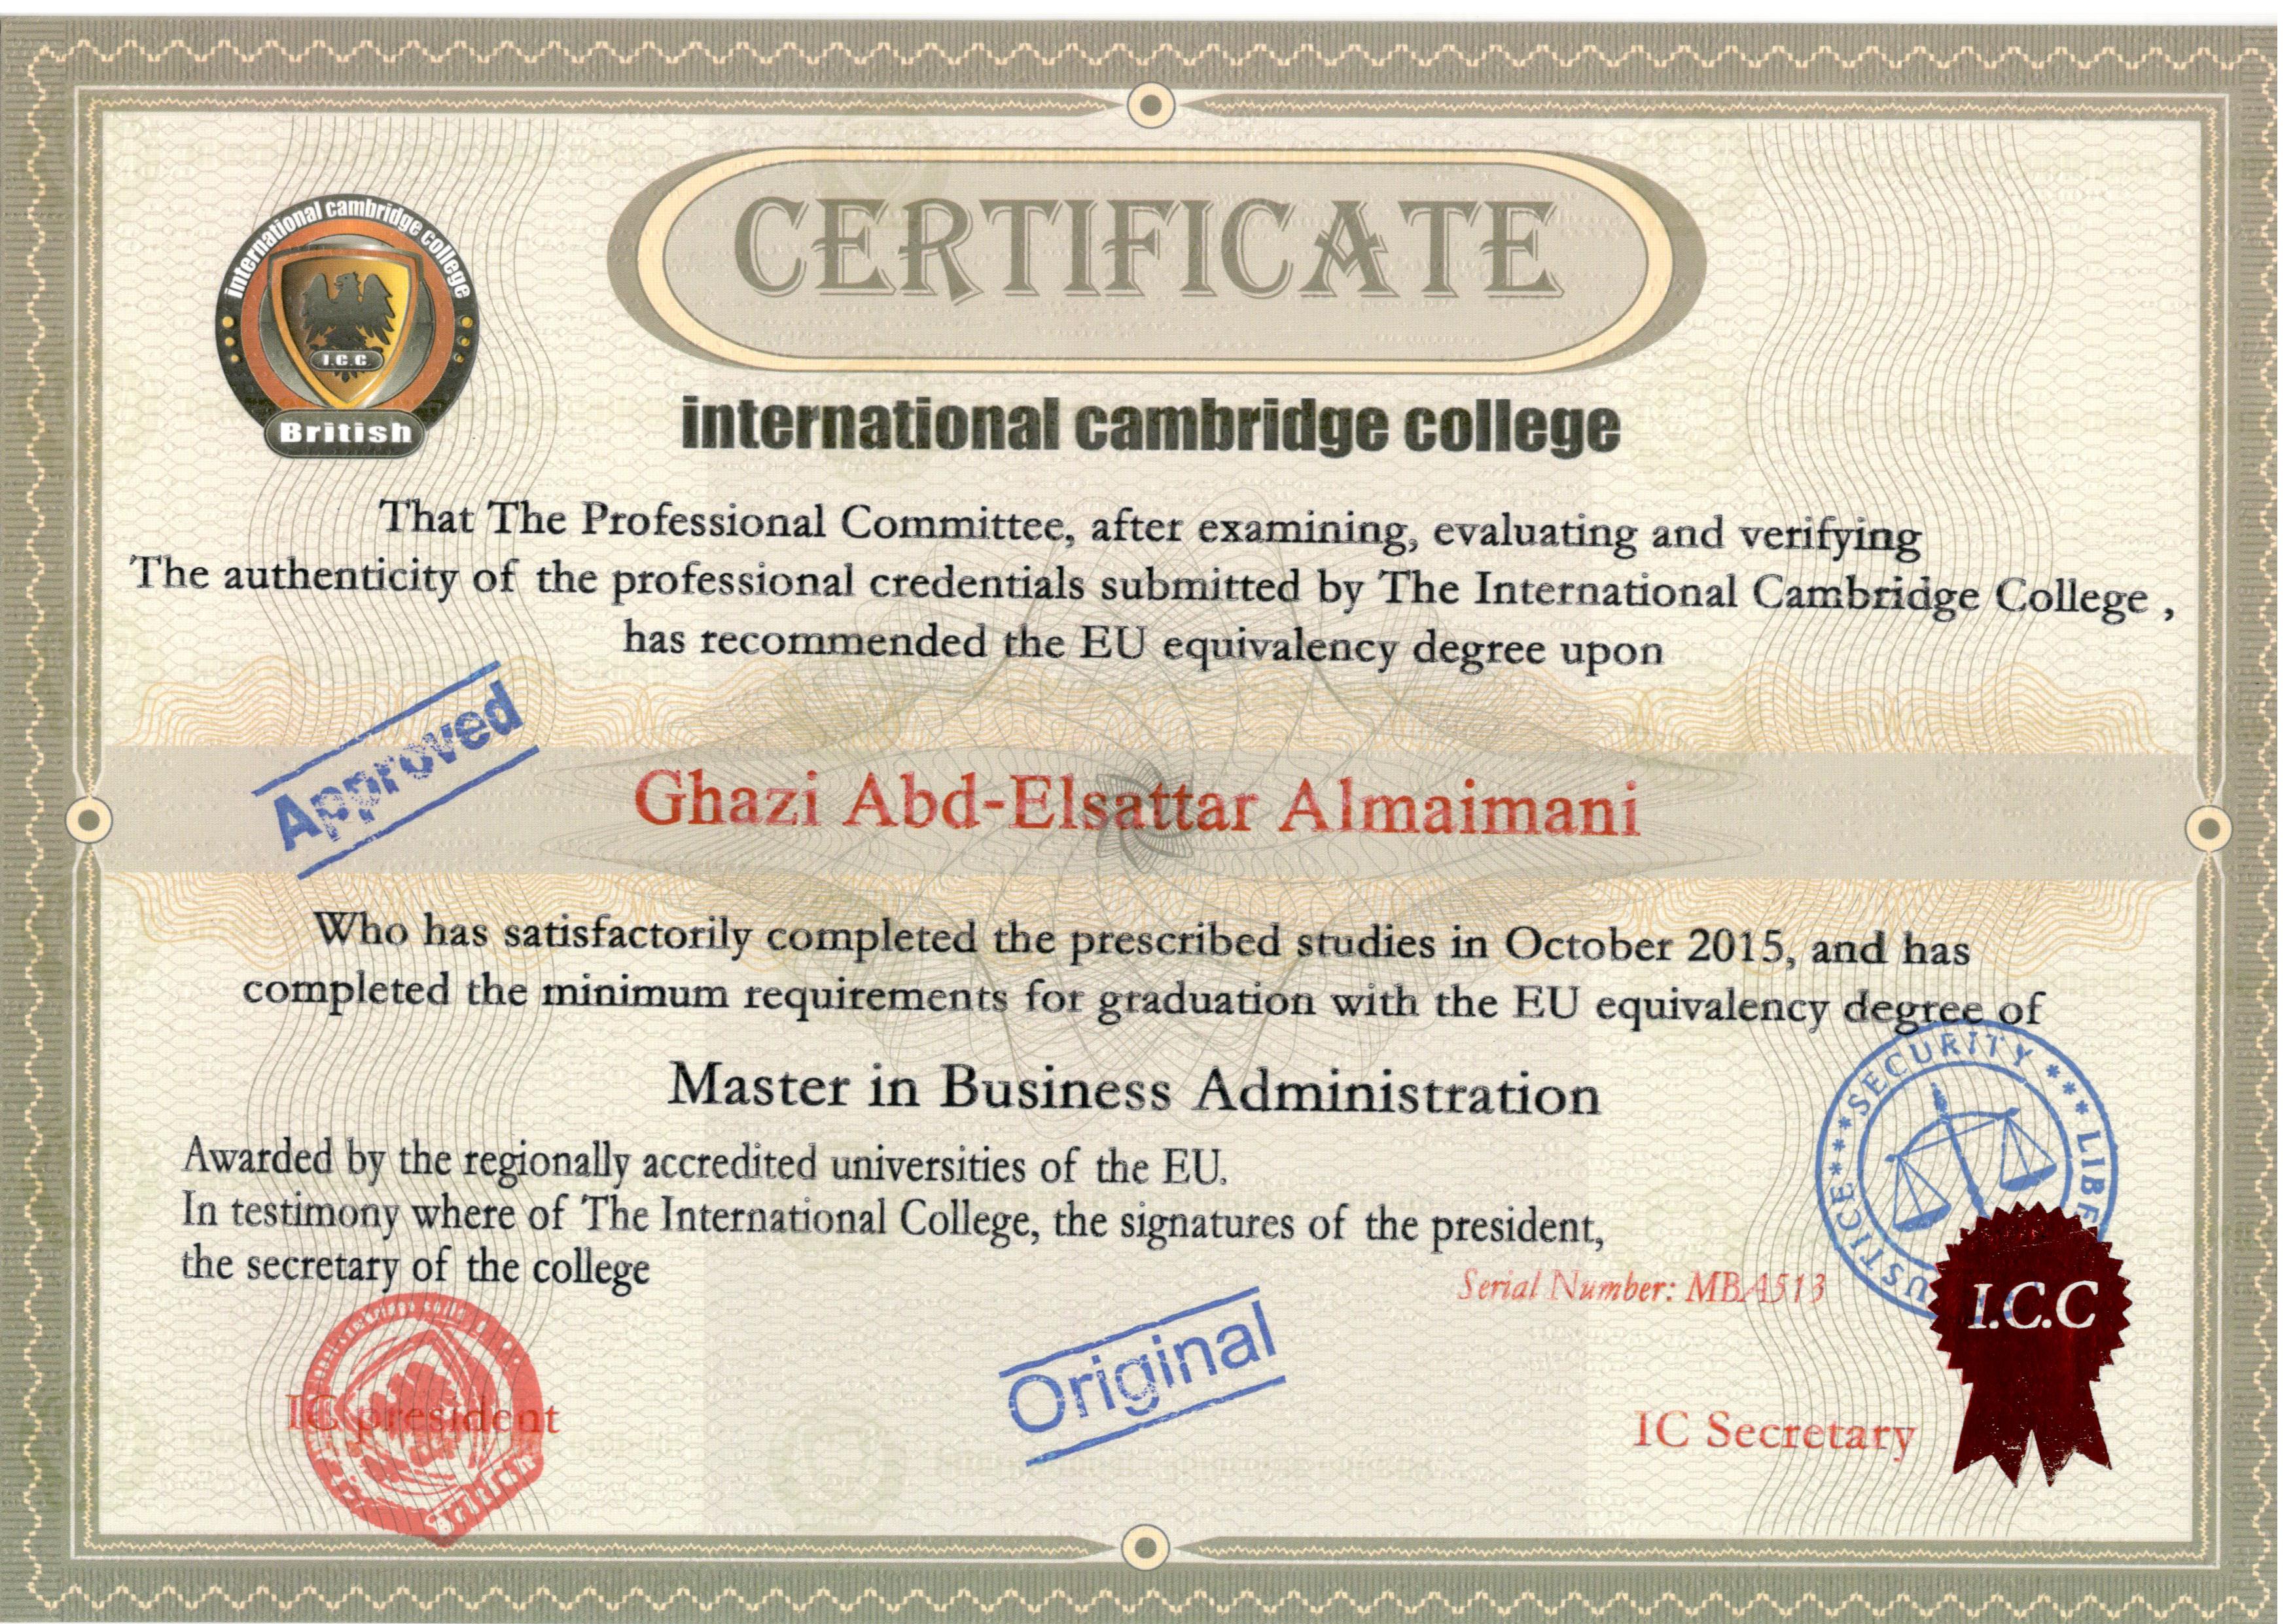 international cambridge college
I.C.C
British
CERTIFICATE
international cambridge college
That The Professional Committee, after examining, evaluating and verifying
The authenticity of the professional credentials submitted by The International Cambridge College ,
has recommended the EU equivalency degree upon
Approved
Ghazi Abd-Elsattar Almaimani
Who has satisfactorily completed the prescribed studies in October 2015, and has
completed the minimum requirements for graduation with the EU equivalency degree of
Master in Business Administration
SECURITY
Awarded by the regionally accredited universities of the EU.
In testimony where of The International College, the signatures of the president,
the secretary of the college
Serial Number: MBA513
I.C.C
Original
IC president
British
IC Secretary